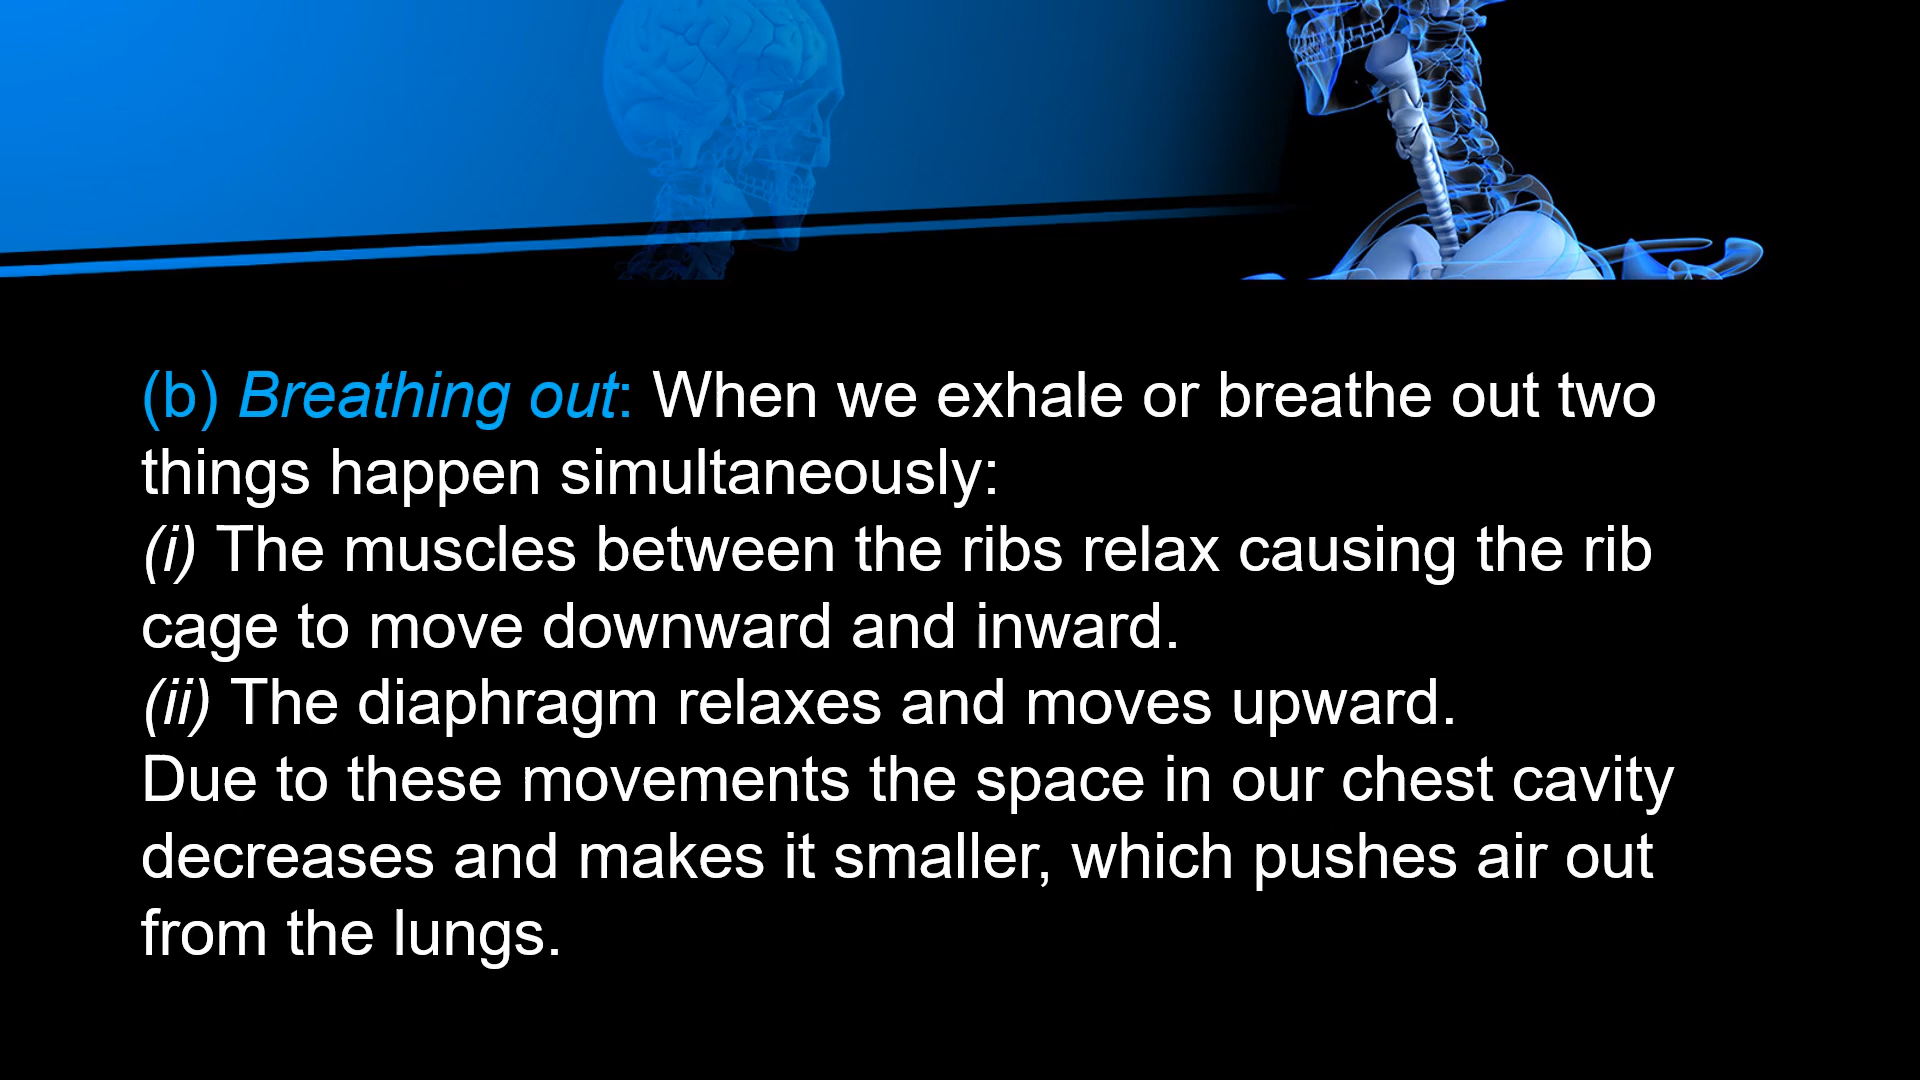 (b) Breathing out: When we exhale or breathe out two
things happen simultaneously:
(i) The muscles between the ribs relax causing the rib
cage to move downward and inward.
(ii) The diaphragm relaxes and moves upward.
Due to these movements the space in our chest cavity
decreases and makes it smaller, which pushes air out
from the lungs.